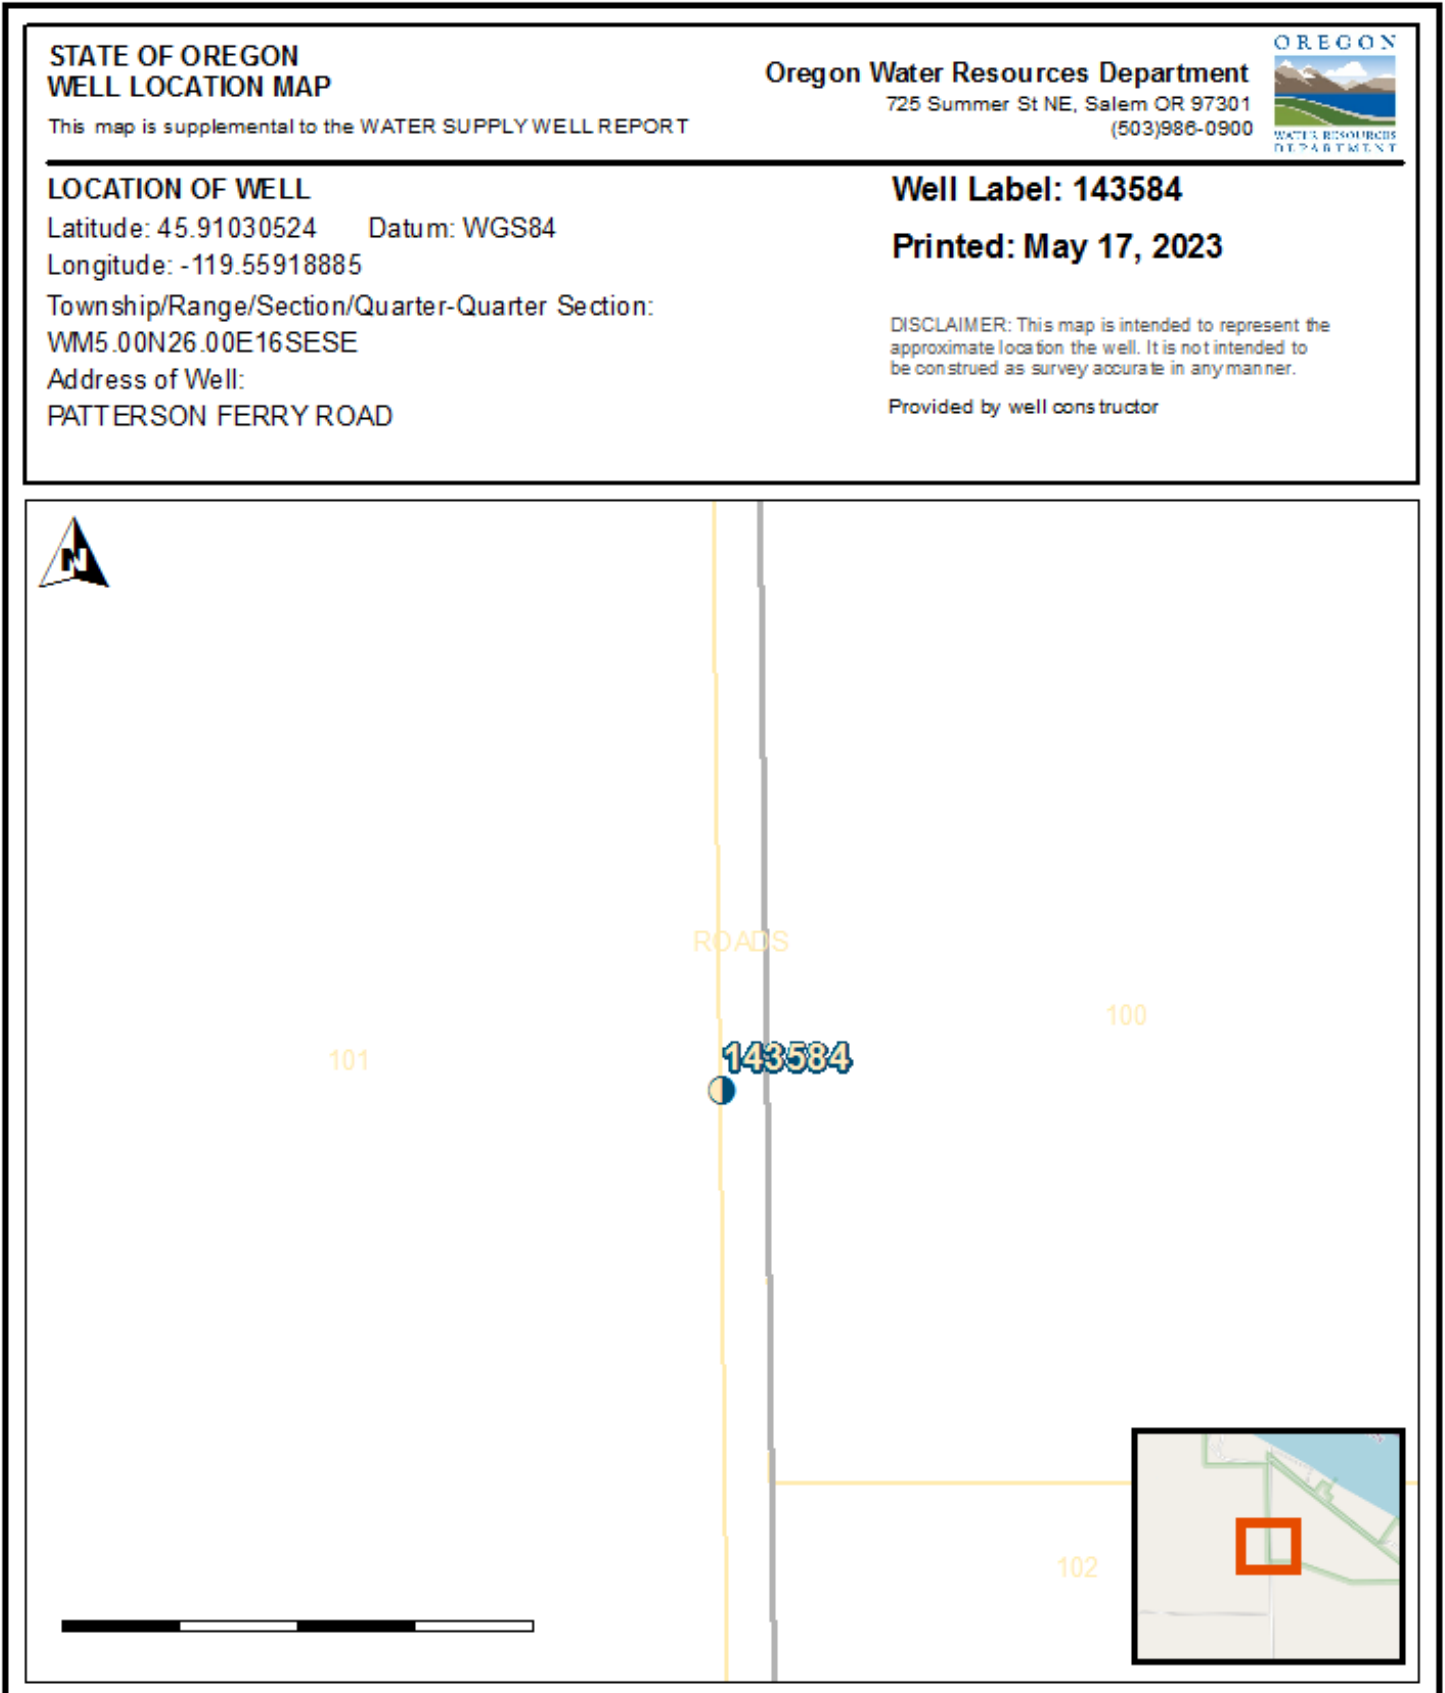 STATE OF OREGON
WELL LOCATION MAP
This map is supplemental to the WATER SUPPLY WELL REPORT
Oregon Water Resources Department
725 Summer St NE, Salem OR 97301
(503)986-0900
OREGON
WATER RESOURCES
DEPARTMENT
LOCATION OF WELL
Latitude: 45.91030524 Datum: WGS84
Longitude: -119.55918885
Township/Range/Section/Quarter-Quarter Section:
WM5.00N26.00E16SESE
Address of Well:
PATTERSON FERRY ROAD
Well Label: 143584
Printed: May 17, 2023
DISCLAIMER: This map is intended to represent the
approximate location the well. It is not intended to
be construed as survey accurate in any manner.
Provided by well constructor
N
ROADS
100
101
143584
102